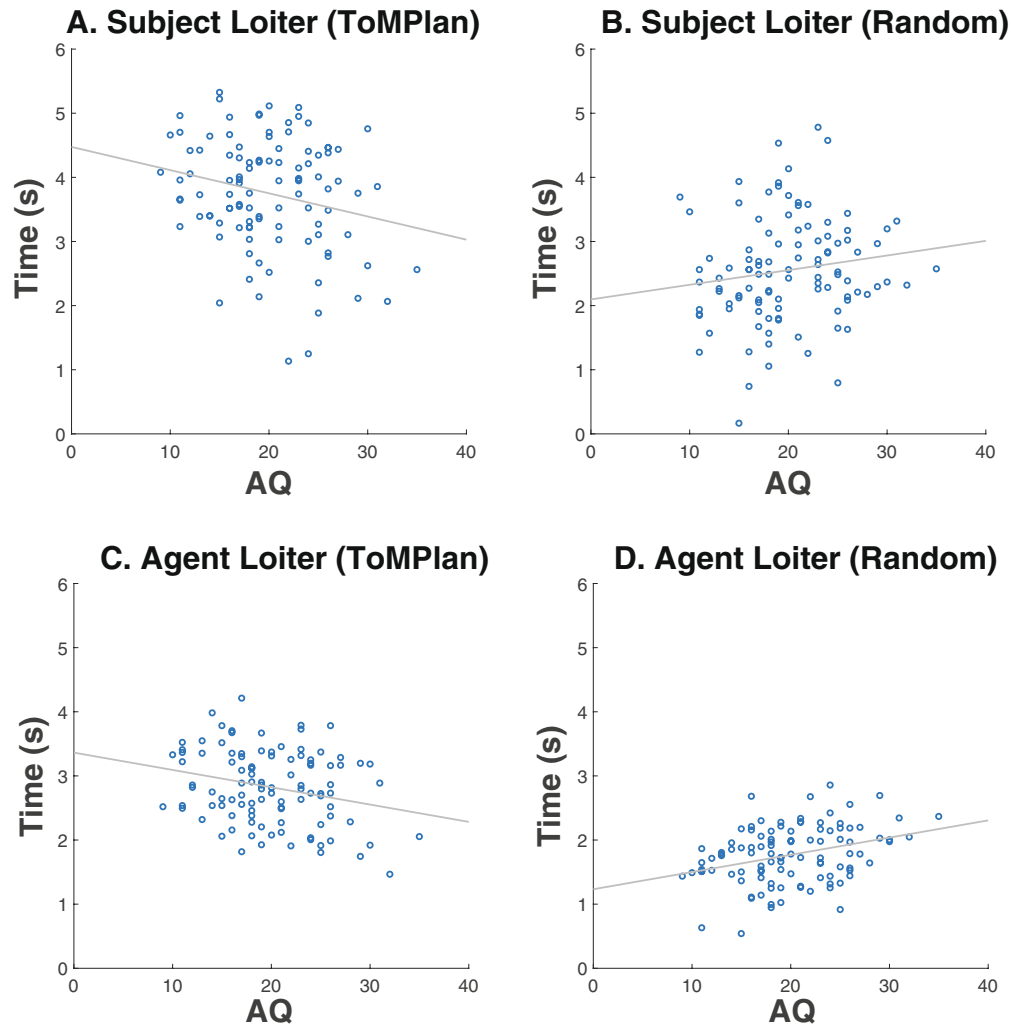 A. Subject Loiter (ToMPlan)
6
5
4
3
2
1
0
Time (s)
0 10 20 30 40
AQ
B. Subject Loiter (Random)
6
5
4
3
2
1
0
Time (s)
0 10 20 30 40
AQ
C. Agent Loiter (ToMPlan)
6
5
4
3
2
1
0
Time (s)
0 10 20 30 40
AQ
D. Agent Loiter (Random)
6
5
4
3
2
1
0
Time (s)
0 10 20 30 40
AQ